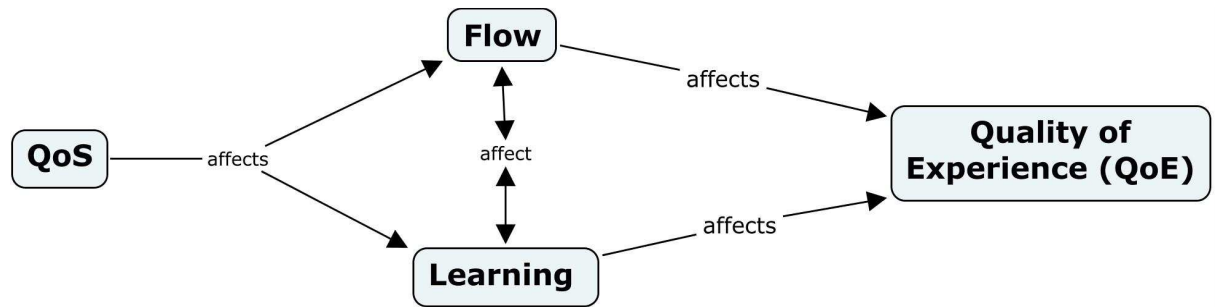 Flow
affects
QoS
affects
affect
Quality of
Experience (QoE)
affects
Learning